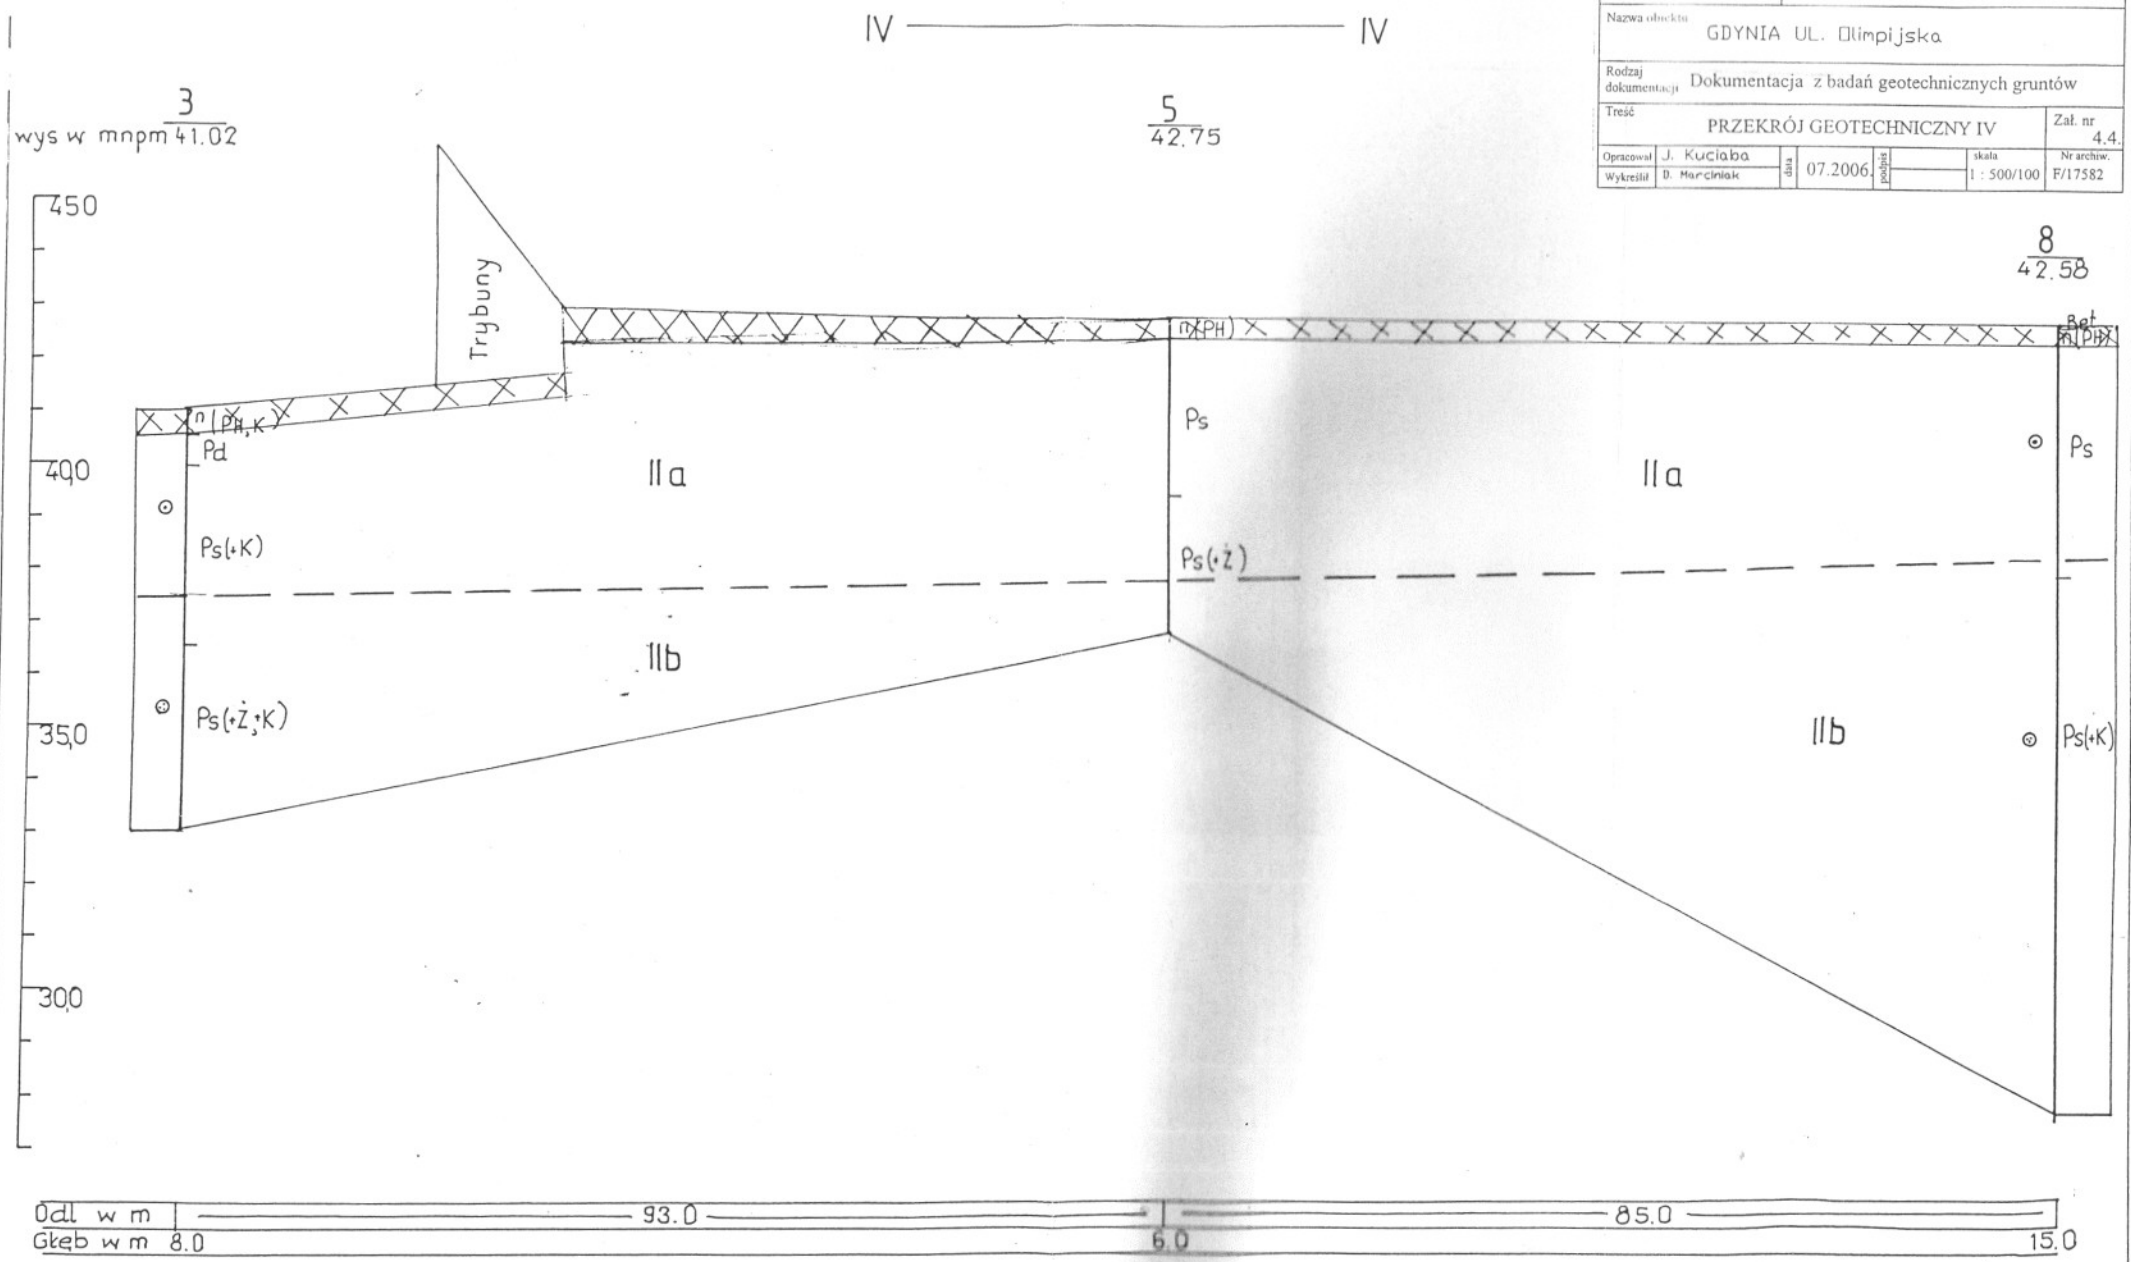 IV IV
Nazwa obiektu
GDYNIA UL. Olimpijska
Rodzaj dokumentacji Dokumentacja z badań geotechnicznych gruntów
Treść
PRZEKRÓJ GEOTECHNICZNY IV
Zał. nr
4.4.
Opracował J. Kuciaba
Wykreślił D. Marciniak
data 07.2006. podpis
skala
1 : 500/100
Nr archiw.
F/17582
3
wys w mnpm 41.02
5
42.75
8
42.58
450
Trybuny
n(PH)
Bet
n(PH)
n(PH,K)
Pd
Ps
Ps
40,0
IIa
IIa
Ps(+K)
Ps(+Ż)
IIb
Ps(+Ż,+K)
35,0
IIb
Ps(+K)
30,0
Odl w m 93.0 85.0
Głęb w m 8.0 6.0 15.0